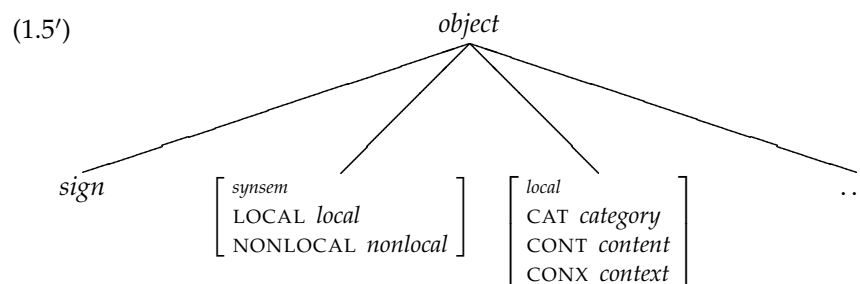 (1.5′) object
sign
synsem
LOCAL local
NONLOCAL nonlocal
local
CAT category
CONT content
CONX context
..